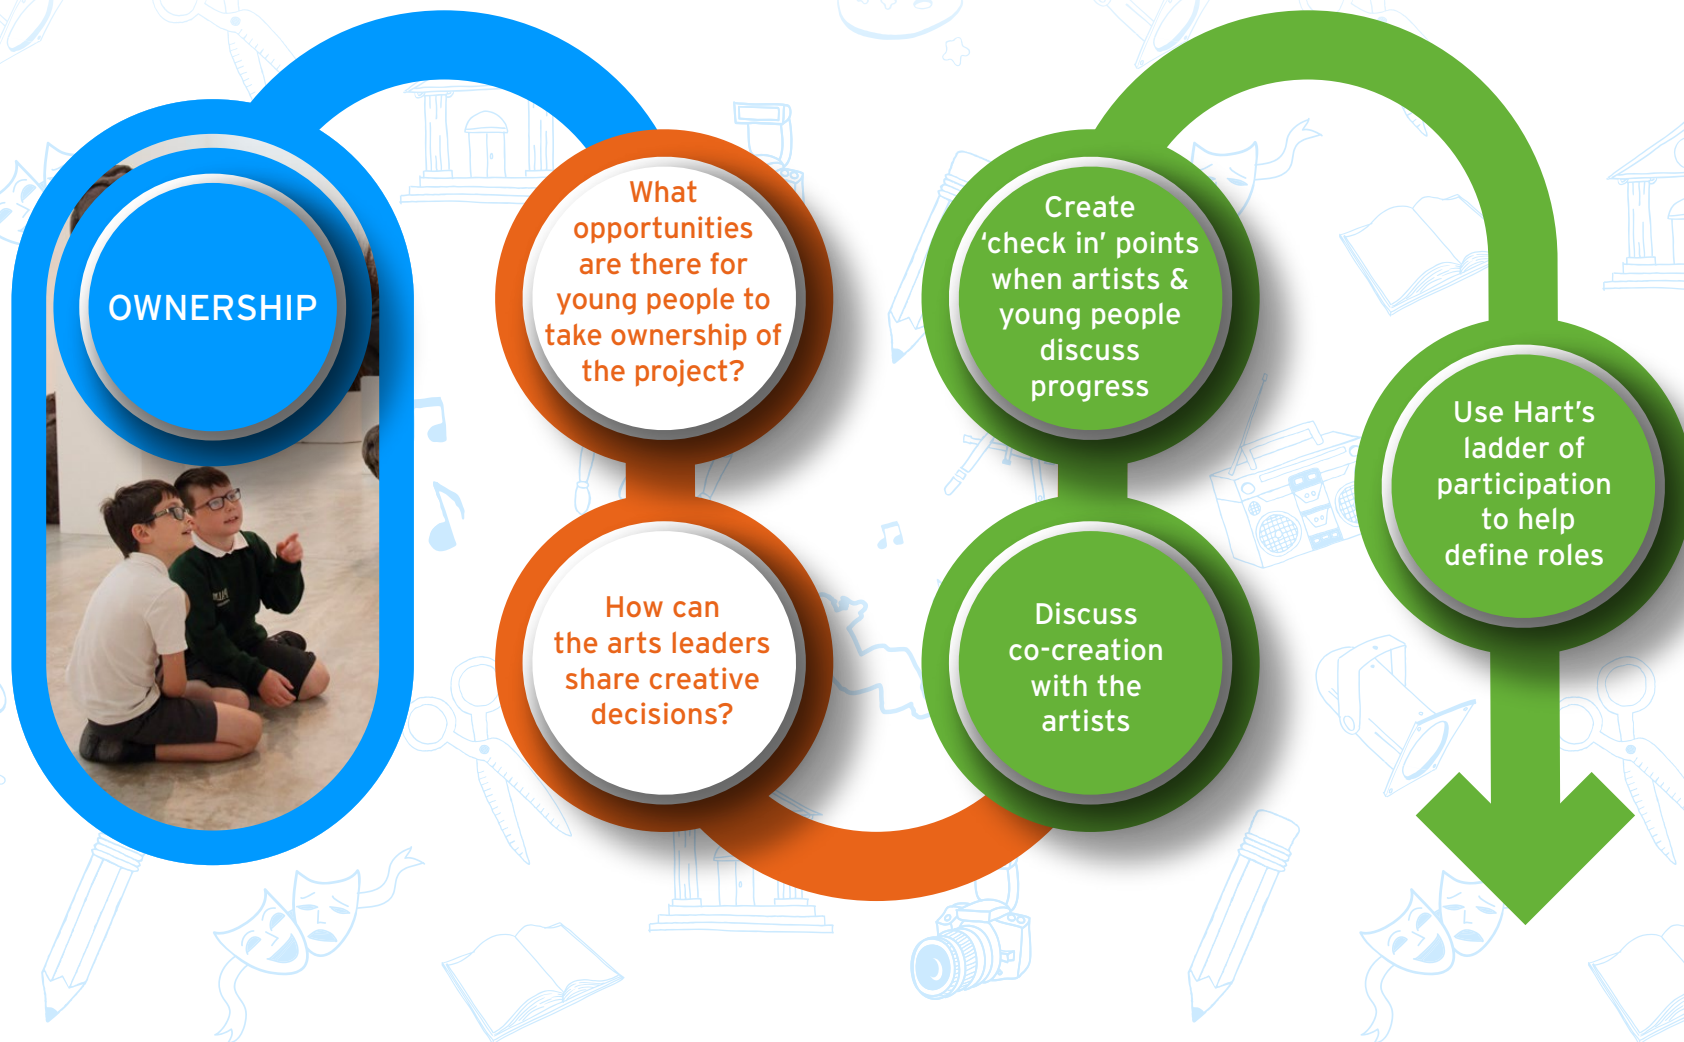 OWNERSHIP
What
opportunities
are there for
young people to
take ownership of
the project?
How can
the arts leaders
share creative
decisions?
Discuss
co-creation
with the
artists
Create
‘check in’ points
when artists &
young people
discuss
progress
Use Hart’s
ladder of
participation
to help
define roles